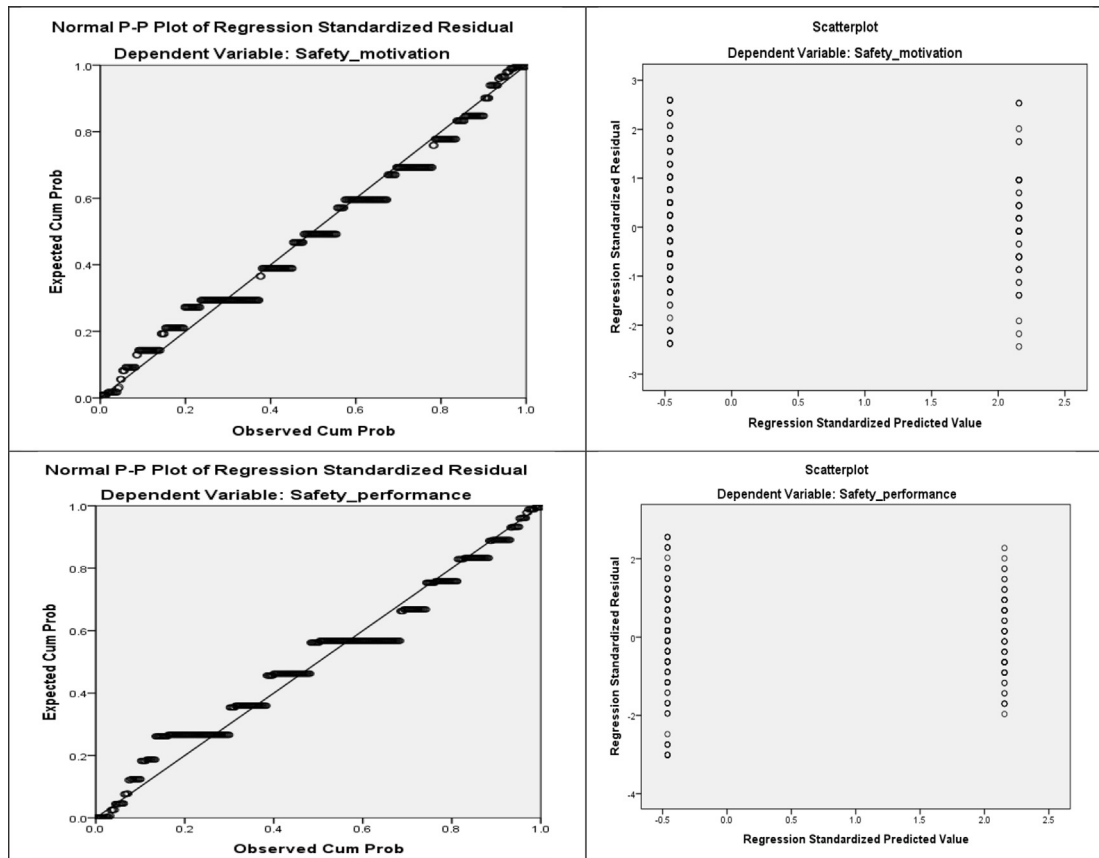 Normal P-P Plot of Regression Standardized Residual
Dependent Variable: Safety_motivation
1.0
0.8
0.6
0.4
0.2
0.0
Expected Cum Prob
0.0 0.2 0.4 0.6 0.8 1.0
Observed Cum Prob
Scatterplot
Dependent Variable: Safety_motivation
3
2
1
0
-1
-2
-3
Regression Standardized Residual
-0.5 0.0 0.5 1.0 1.5 2.0 2.5
Regression Standardized Predicted Value
Normal P-P Plot of Regression Standardized Residual
Dependent Variable: Safety_performance
1.0
0.8
0.6
0.4
0.2
0.0
Expected Cum Prob
0.0 0.2 0.4 0.6 0.8 1.0
Observed Cum Prob
Scatterplot
Dependent Variable: Safety_performance
2
0
-2
-4
Regression Standardized Residual
-0.5 0.0 0.5 1.0 1.5 2.0 2.5
Regression Standardized Predicted Value